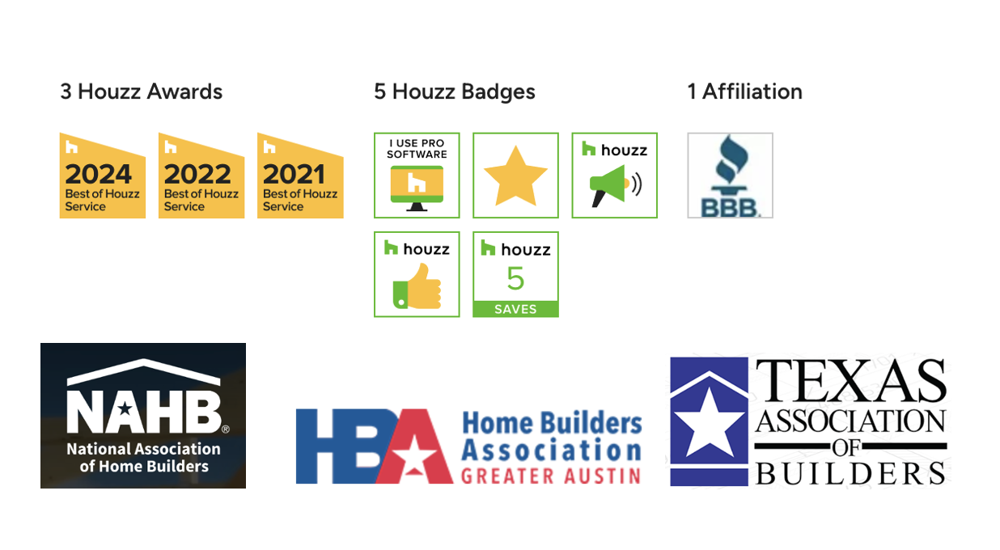 3 Houzz Awards
5 Houzz Badges
1 Affiliation
2024
Best of Houzz
Service
2022
Best of Houzz
Service
2021
Best of Houzz
Service
I USE PRO
SOFTWARE
houzz
BBB.
houzz
houzz
5
SAVES
NAHB®
National Association
of Home Builders
HBA
Home Builders
Association
GREATER AUSTIN
TEXAS
ASSOCIATION
OF
BUILDERS